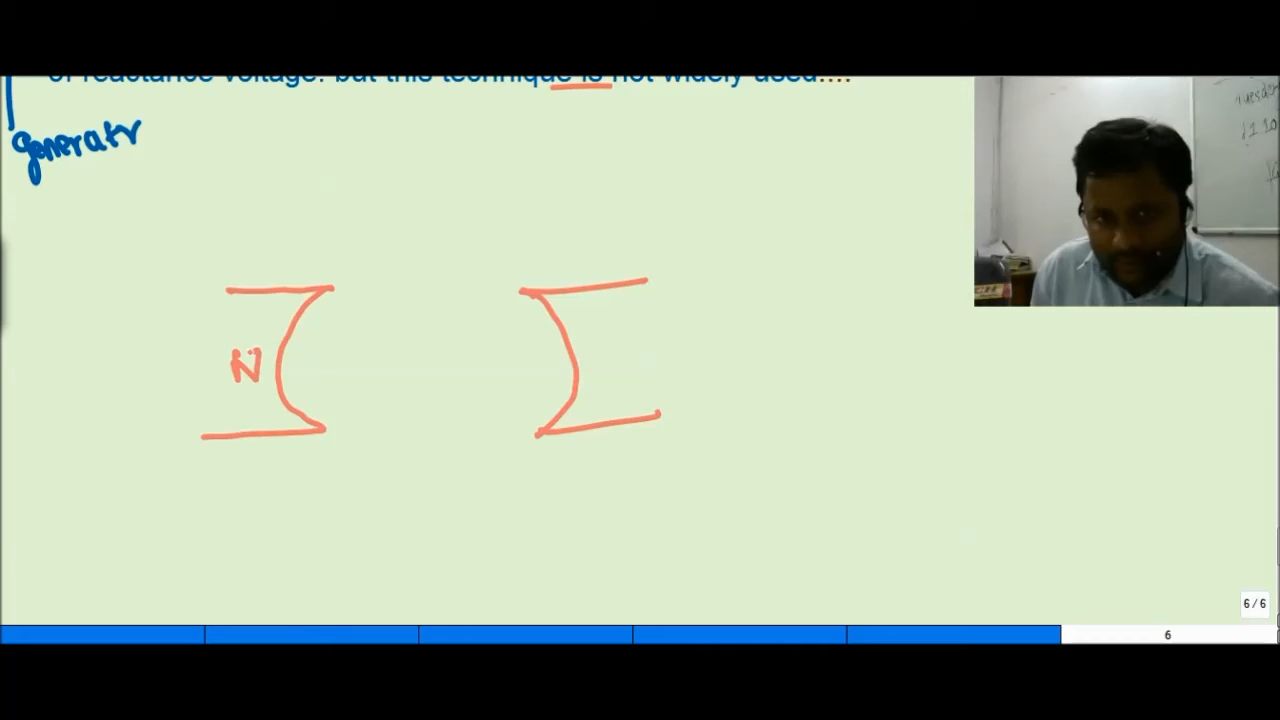 of reactance voltage. but this technique is not widely used....
generatr
N
6/6
6